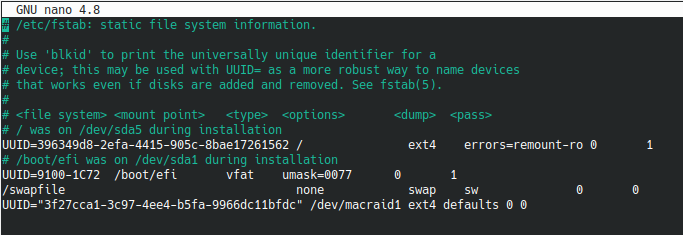 GNU nano 4.8
# /etc/fstab: static file system information.
#
# Use 'blkid' to print the universally unique identifier for a
# device; this may be used with UUID= as a more robust way to name devices
# that works even if disks are added and removed. See fstab(5).
#
# <file system> <mount point>   <type>  <options>       <dump>  <pass>
# / was on /dev/sda5 during installation
UUID=396349d8-2efa-4415-905c-8bae17261562 /               ext4    errors=remount-ro 0       1
# /boot/efi was on /dev/sda1 during installation
UUID=9100-1C72  /boot/efi       vfat    umask=0077      0       1
/swapfile                                 none            swap    sw              0       0
UUID="3f27cca1-3c97-4ee4-b5fa-9966dc11bfdc" /dev/macraid1 ext4 defaults 0 0